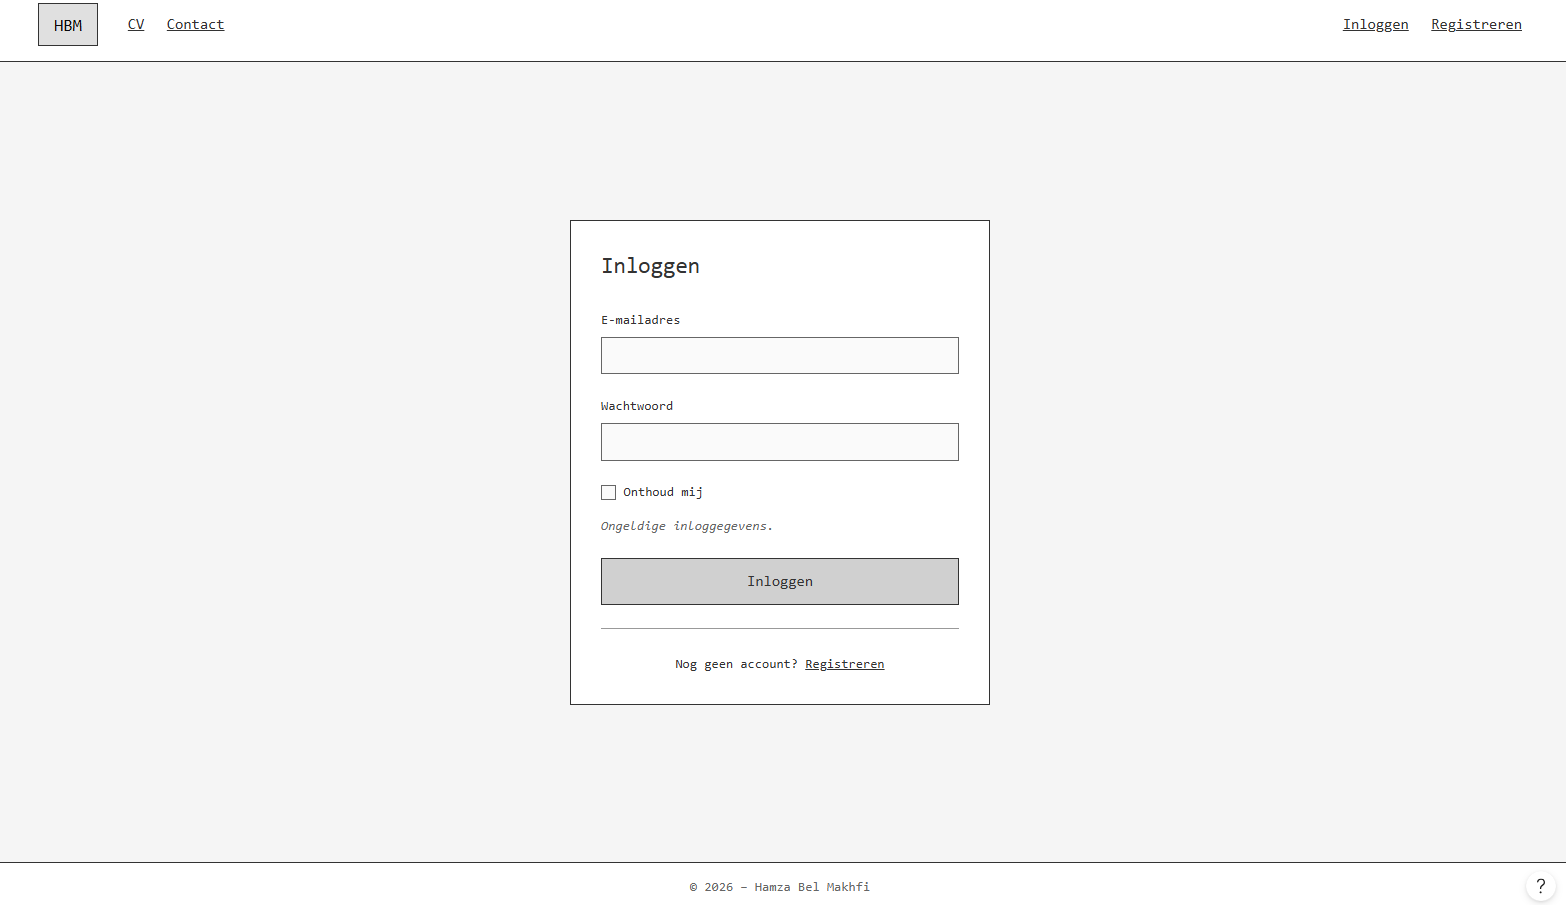 HBM CV Contact Inloggen Registreren
Inloggen
E-mailadres
Wachtwoord
Onthoud mij
Ongeldige inloggegevens.
Inloggen
Nog geen account? Registreren
© 2026 – Hamza Bel Makhfi
?